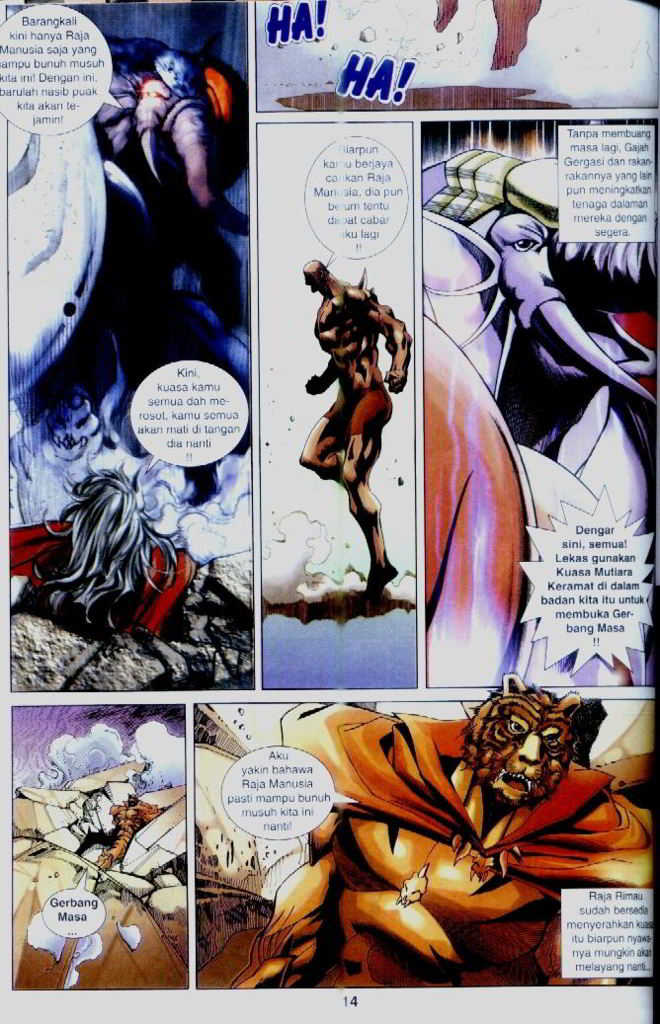 Barangkali
kini hanya Raja
Manusia saja yang
mampu bunuh musuh
kita ini! Dengan ini,
barulah nasib puak
kita akan te-
jamin!
HA!
HA!
Kini,
kuasa kamu
semua dah me-
rosot, kamu semua
akan mati di tangan
dia nanti
!!
Biarpun
kamu berjaya
carikan Raja
Manusia, dia pun
belum tentu
dapat cabar
aku lagi
!!
Tanpa membuang
masa lagi, Gajah
Gergasi dan rakan-
rakannya yang lain
pun meningkatkan
tenaga dalaman
mereka dengan
segera.
Dengar
sini, semua!
Lekas gunakan
Kuasa Mutiara
Keramat di dalam
badan kita itu untuk
membuka Ger-
bang Masa
!!
Gerbang
Masa
...
Aku
yakin bahawa
Raja Manusia
pasti mampu bunuh
musuh kita ini
nanti!
Raja Rimau
sudah bersedia
menyerahkan kuasa
itu biarpun nyawa-
nya mungkin akan
melayang nanti...
14